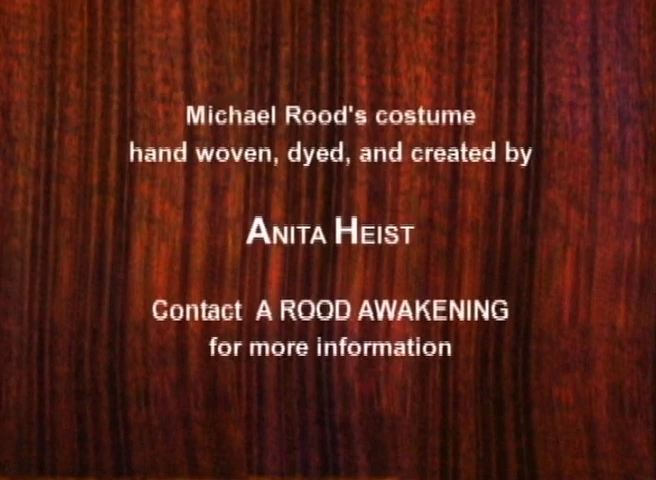 Michael Rood's costume
hand woven, dyed, and created by
ANITA HEIST
Contact A ROOD AWAKENING
for more information